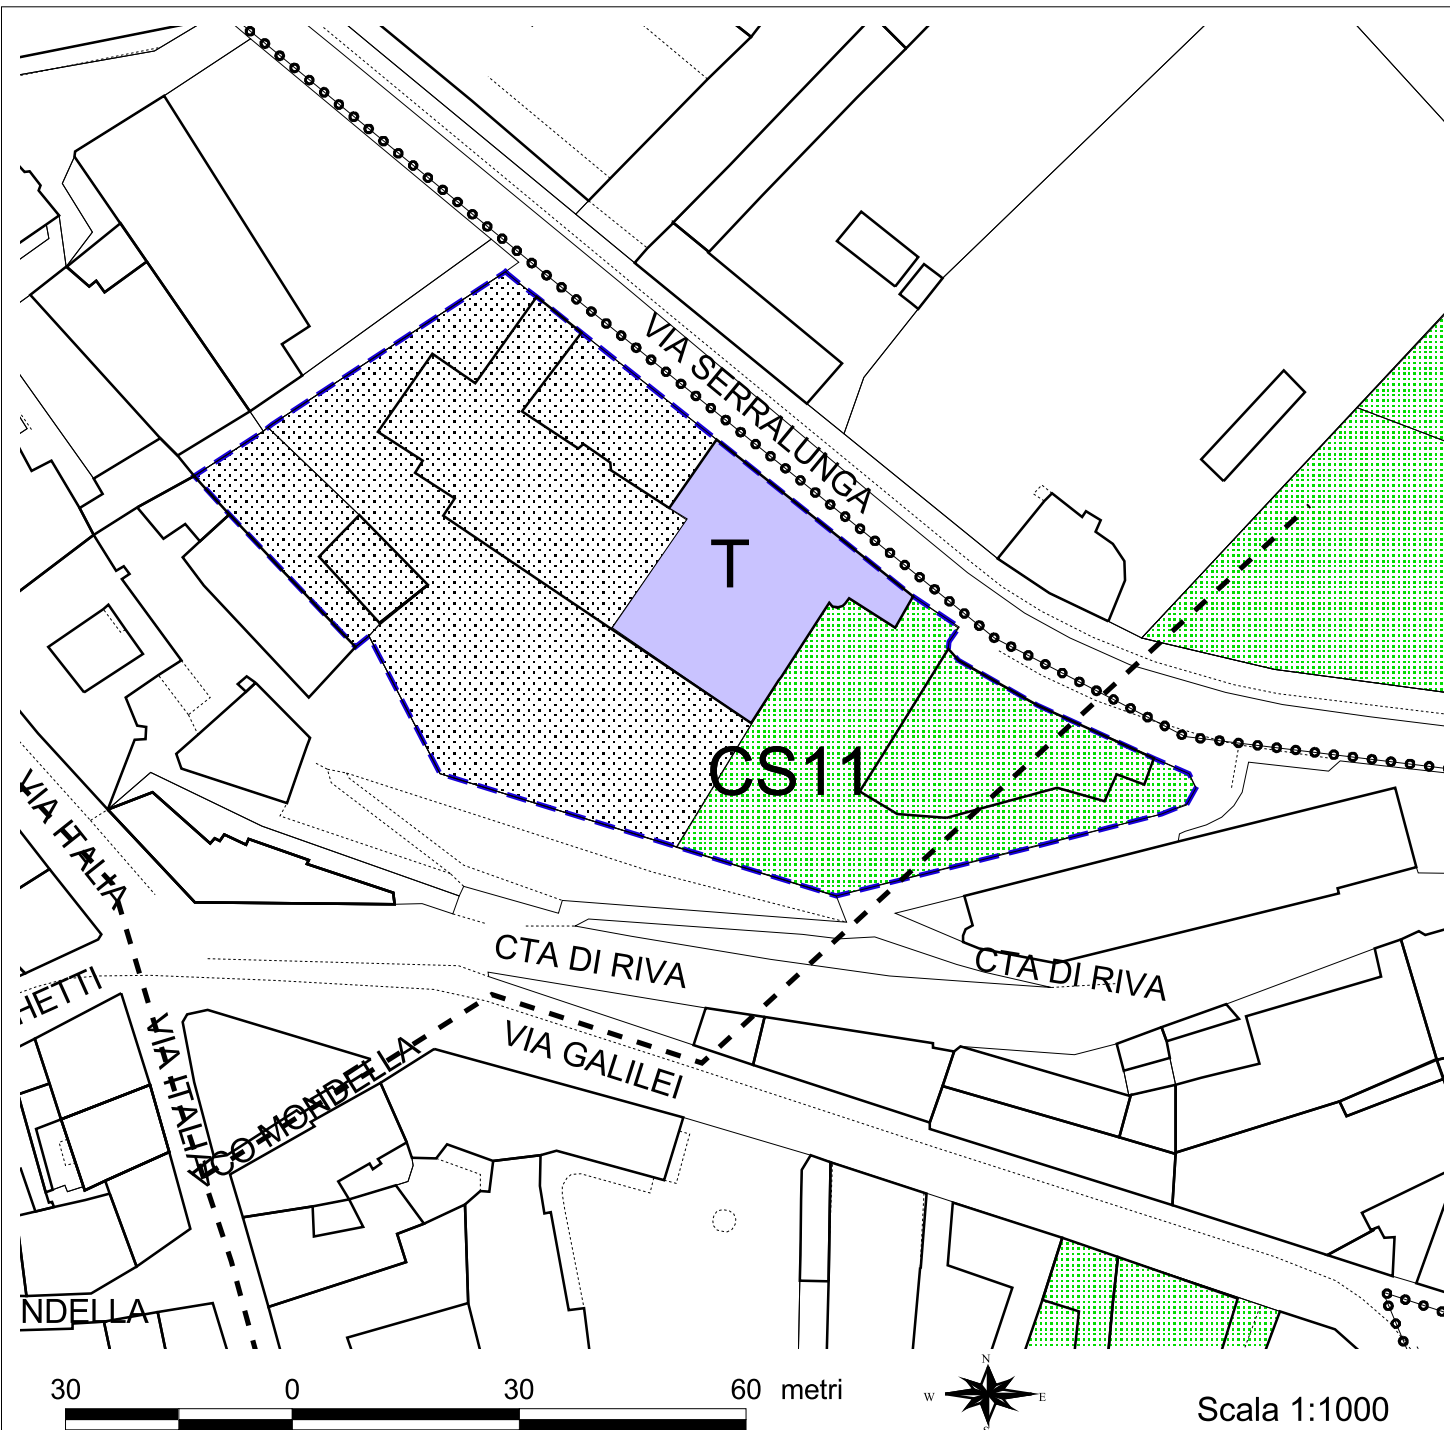 VIA SERRALUNGA
T
CS11
VIA ITALIA
CTA DI RIVA
CTA DI RIVA
HETTI
VIA GALILEI
VIA ITALIA
VCO MONDELLA
NDELLA
30 0 30 60 metri
N
W E
S
Scala 1:1000